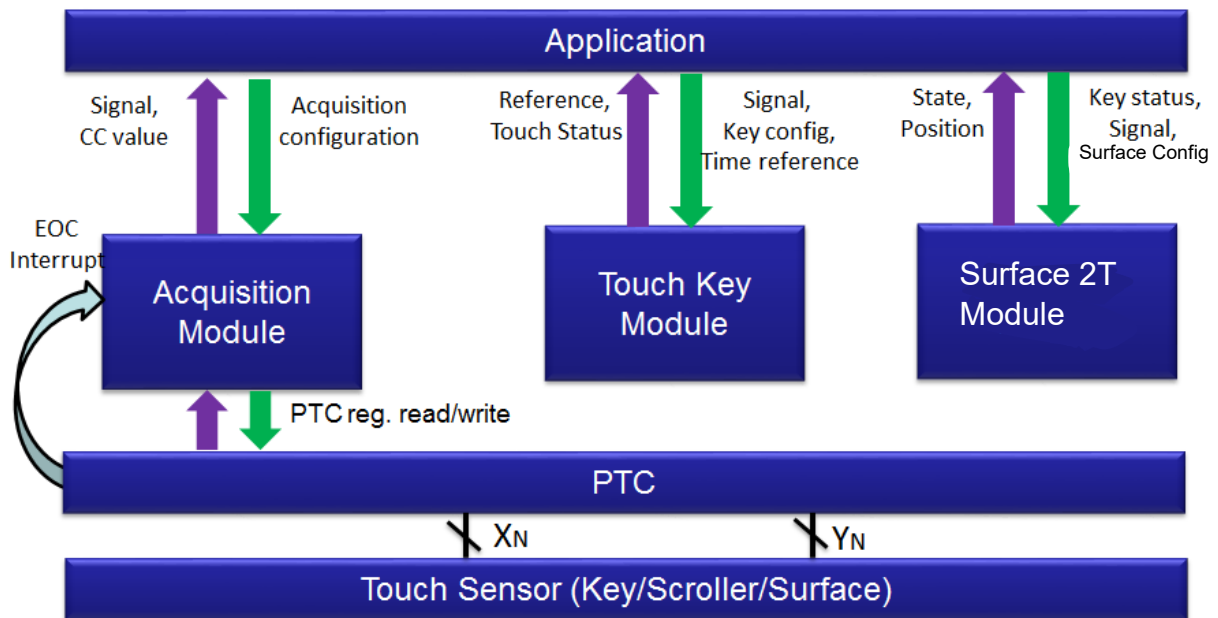 Application
Signal,
CC value
Acquisition
configuration
Reference,
Touch Status
Signal,
Key config,
Time reference
State,
Position
Key status,
Signal,
Surface Config
EOC
Interrupt
Acquisition
Module
Touch Key
Module
Surface 2T
Module
PTC reg. read/write
PTC
XN
YN
Touch Sensor (Key/Scroller/Surface)